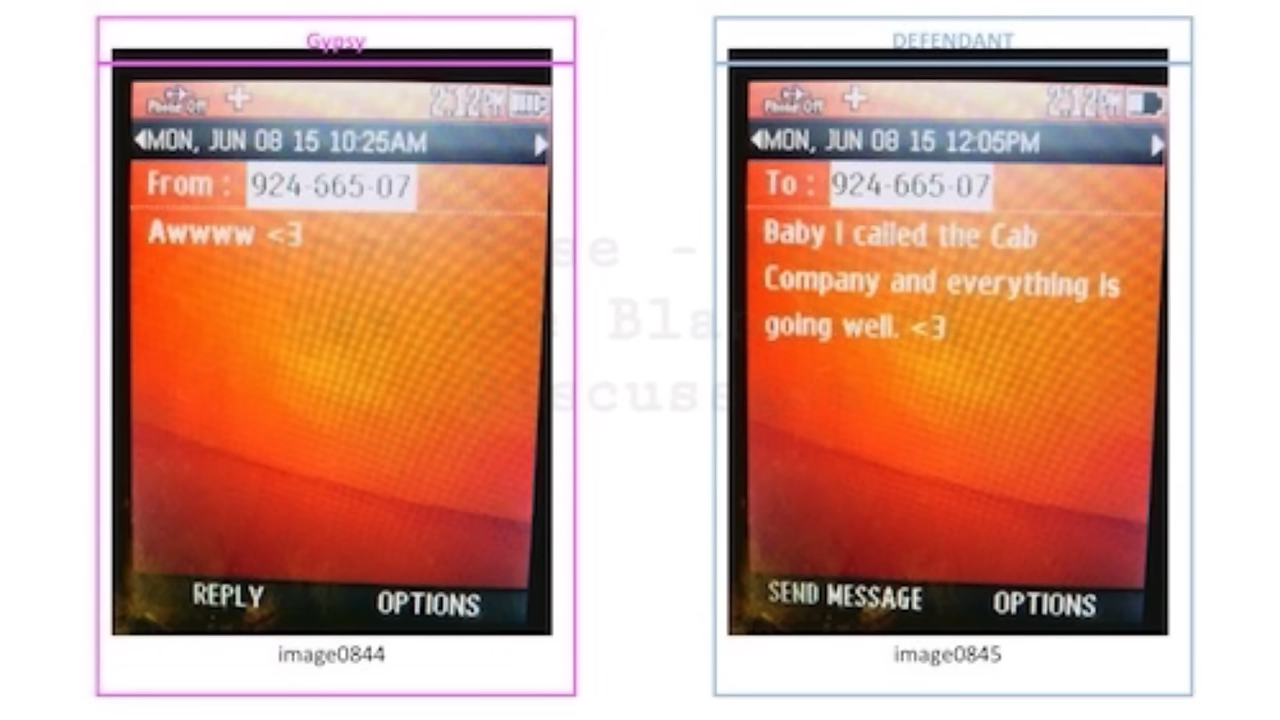 Gypsy
Phone Off 2:12PM
MON, JUN 08 15 10:25AM
From : 924-665-07
Awwww <3
REPLY OPTIONS
image0844
DEFENDANT
Phone Off 2:12PM
MON, JUN 08 15 12:05PM
To : 924-665-07
Baby I called the Cab
Company and everything is
going well. <3
SEND MESSAGE OPTIONS
image0845